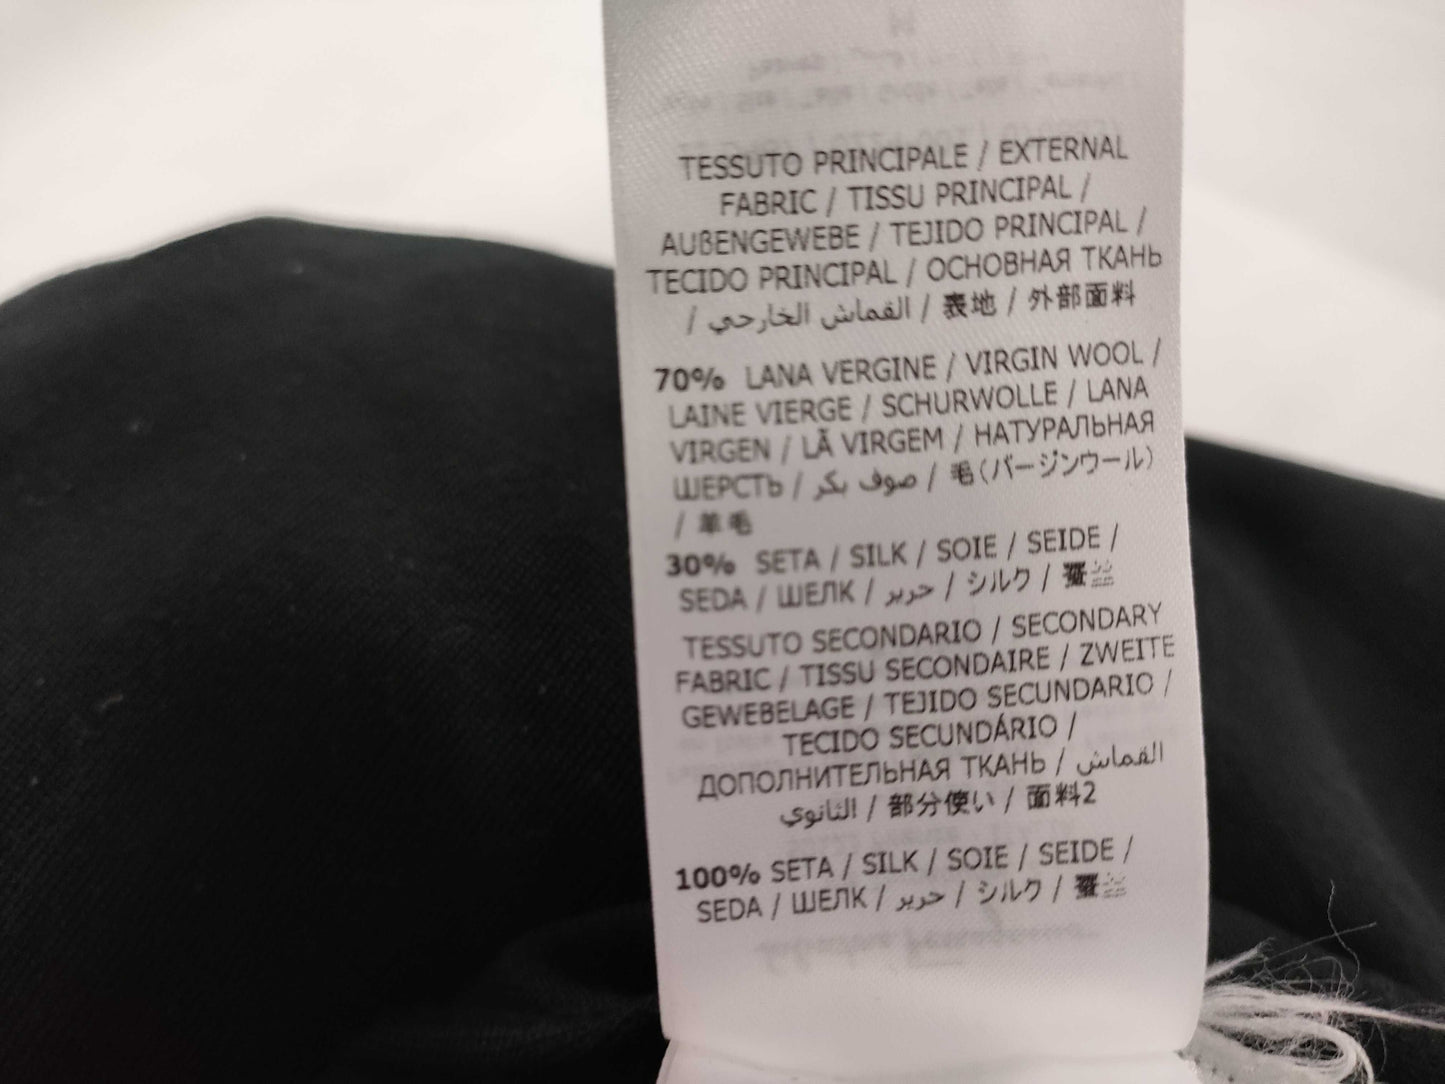 TESSUTO PRINCIPALE / EXTERNAL
FABRIC / TISSU PRINCIPAL /
AUßENGEWEBE / TEJIDO PRINCIPAL /
TECIDO PRINCIPAL / ОСНОВНАЯ ТКАНЬ
/ القماش الخارجي / 表地 / 外部面料
70% LANA VERGINE / VIRGIN WOOL /
LAINE VIERGE / SCHURWOLLE / LANA
VIRGEN / LÃ VIRGEM / НАТУРАЛЬНАЯ
ШЕРСТЬ / صوف بكر / 毛(バージンウール)
/ 羊毛
30% SETA / SILK / SOIE / SEIDE /
SEDA / ШЕЛК / حرير / シルク / 蚕丝
TESSUTO SECONDARIO / SECONDARY
FABRIC / TISSU SECONDAIRE / ZWEITE
GEWEBELAGE / TEJIDO SECUNDARIO /
TECIDO SECUNDÁRIO /
ДОПОЛНИТЕЛЬНАЯ ТКАНЬ / القماش
الثانوي / 部分使い / 面料2
100% SETA / SILK / SOIE / SEIDE /
SEDA / ШЕЛК / حرير / シルク / 蚕丝